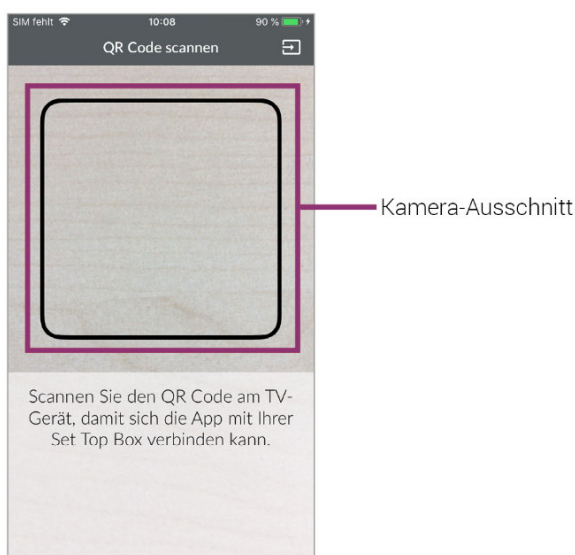 SIM fehlt 10:08 90 %
QR Code scannen
Kamera-Ausschnitt
Scannen Sie den QR Code am TV-
Gerät, damit sich die App mit Ihrer
Set Top Box verbinden kann.